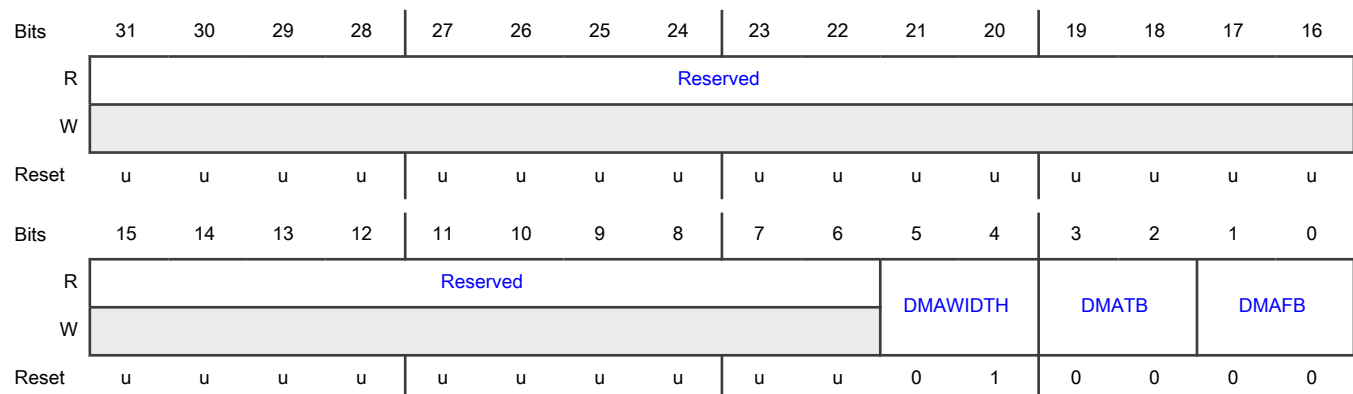 Bits 31 30 29 28 27 26 25 24 23 22 21 20 19 18 17 16
R Reserved
W
Reset u u u u u u u u u u u u u u u u
Bits 15 14 13 12 11 10 9 8 7 6 5 4 3 2 1 0
R Reserved DMAWIDTH DMATB DMAFB
W
Reset u u u u u u u u u u 0 1 0 0 0 0